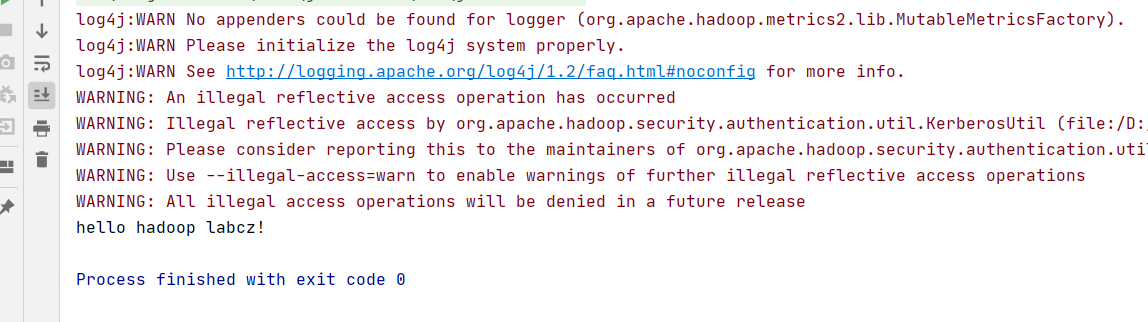 log4j:WARN No appenders could be found for logger (org.apache.hadoop.metrics2.lib.MutableMetricsFactory).
log4j:WARN Please initialize the log4j system properly.
log4j:WARN See http://logging.apache.org/log4j/1.2/faq.html#noconfig for more info.
WARNING: An illegal reflective access operation has occurred
WARNING: Illegal reflective access by org.apache.hadoop.security.authentication.util.KerberosUtil (file:/D:
WARNING: Please consider reporting this to the maintainers of org.apache.hadoop.security.authentication.uti
WARNING: Use --illegal-access=warn to enable warnings of further illegal reflective access operations
WARNING: All illegal access operations will be denied in a future release
hello hadoop labcz!
Process finished with exit code 0